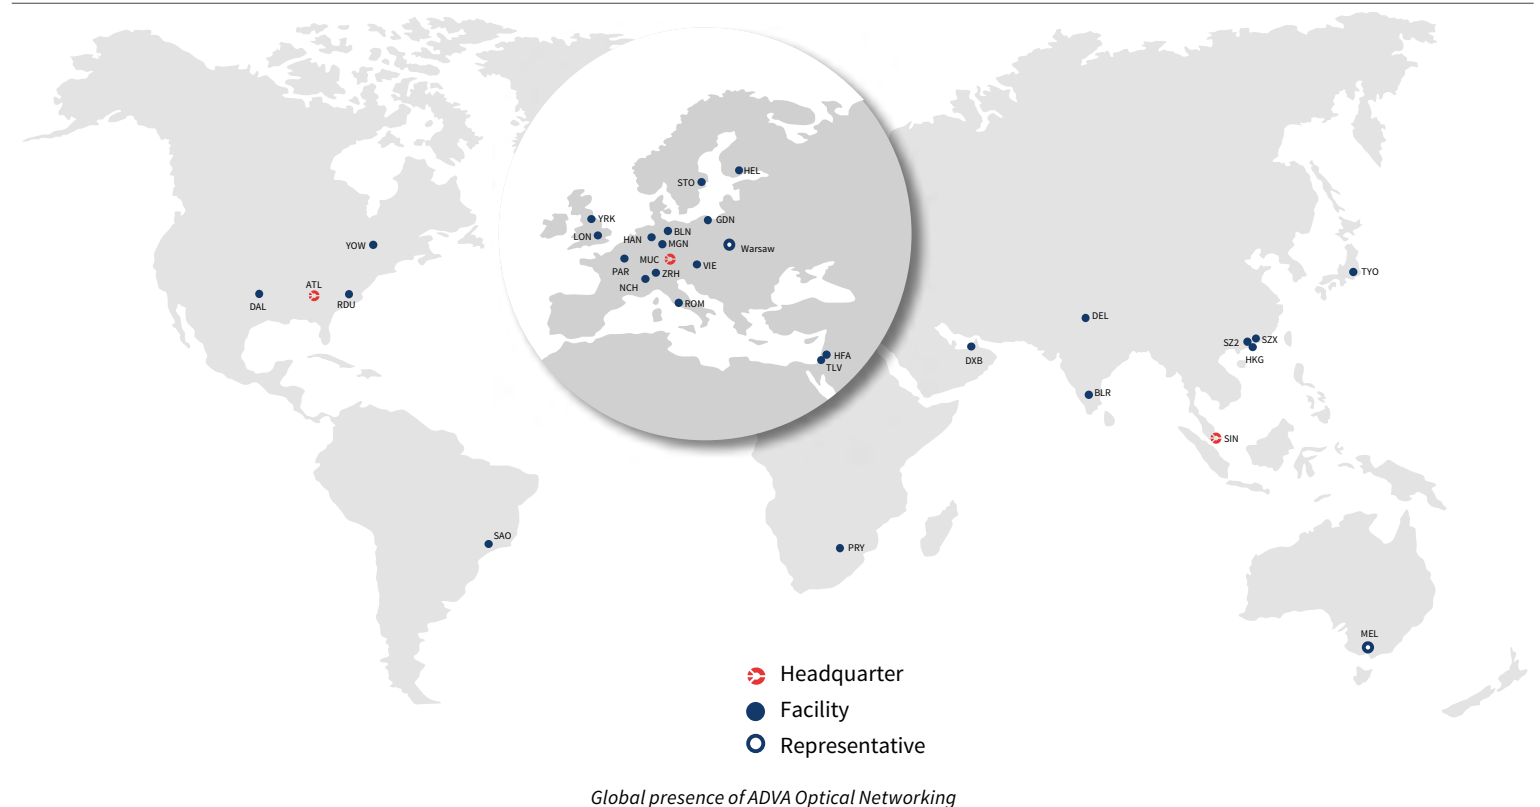 HEL
STO
YRK
GDN
LON
HAN
BLN
MGN
YOW
Warsaw
PAR
MUC
VIE
ZRH
TYO
NCH
ATL
DAL
RDU
ROM
DEL
SZ2
SZX
HKG
HFA
TLV
DXB
BLR
SIN
SAO
PRY
MEL
Headquarter
Facility
Representative
Global presence of ADVA Optical Networking